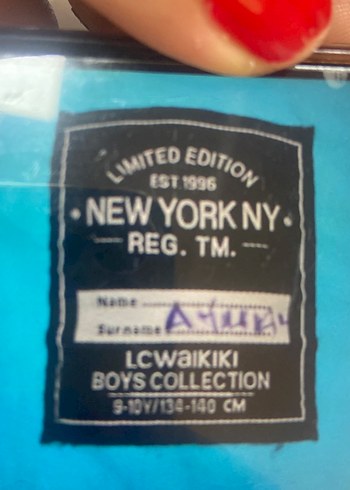 LIMITED EDITION
EST 1996
NEW YORK NY
REG. TM.
Name
Surname
LCWAIKIKI
BOYS COLLECTION
9-10Y/134-140 CM